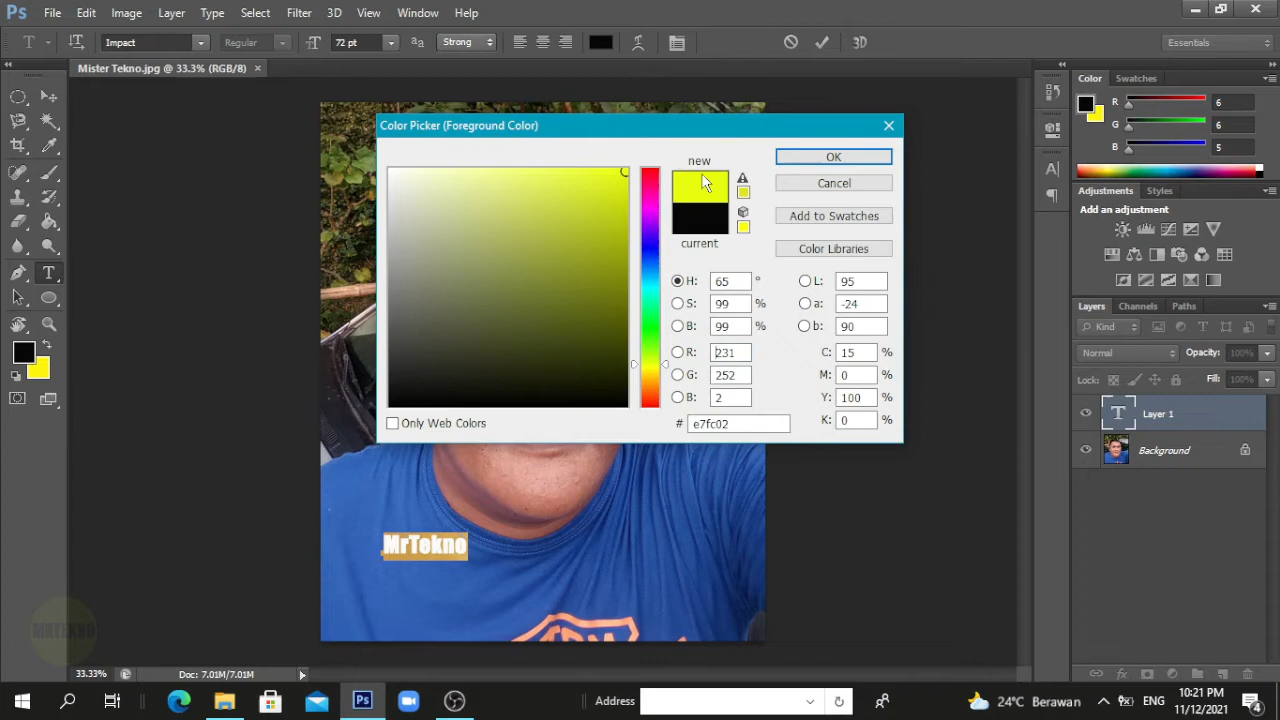 Ps File Edit Image Layer Type Select Filter 3D View Window Help
T Impact Regular 72 pt Strong 3D Essentials
Mister Tekno.jpg @ 33.3% (RGB/8) ×
Color Swatches
R 6
G 6
B 5
Adjustments Styles
Add an adjustment
Layers Channels Paths
Kind
Normal Opacity: 100%
Lock: Fill: 100%
Layer 1
Background
Color Picker (Foreground Color)
new
current
OK
Cancel
Add to Swatches
Color Libraries
H: 65 ° L: 95
S: 99 % a: -24
B: 99 % b: 90
R: 231 C: 15 %
G: 252 M: 0 %
B: 2 Y: 100 %
# e7fc02 K: 0 %
Only Web Colors
MrTekno
MRTEKNO
33.33% Doc: 7.01M/7.01M
Address 24°C Berawan ENG 10:21 PM
11/12/2021
4